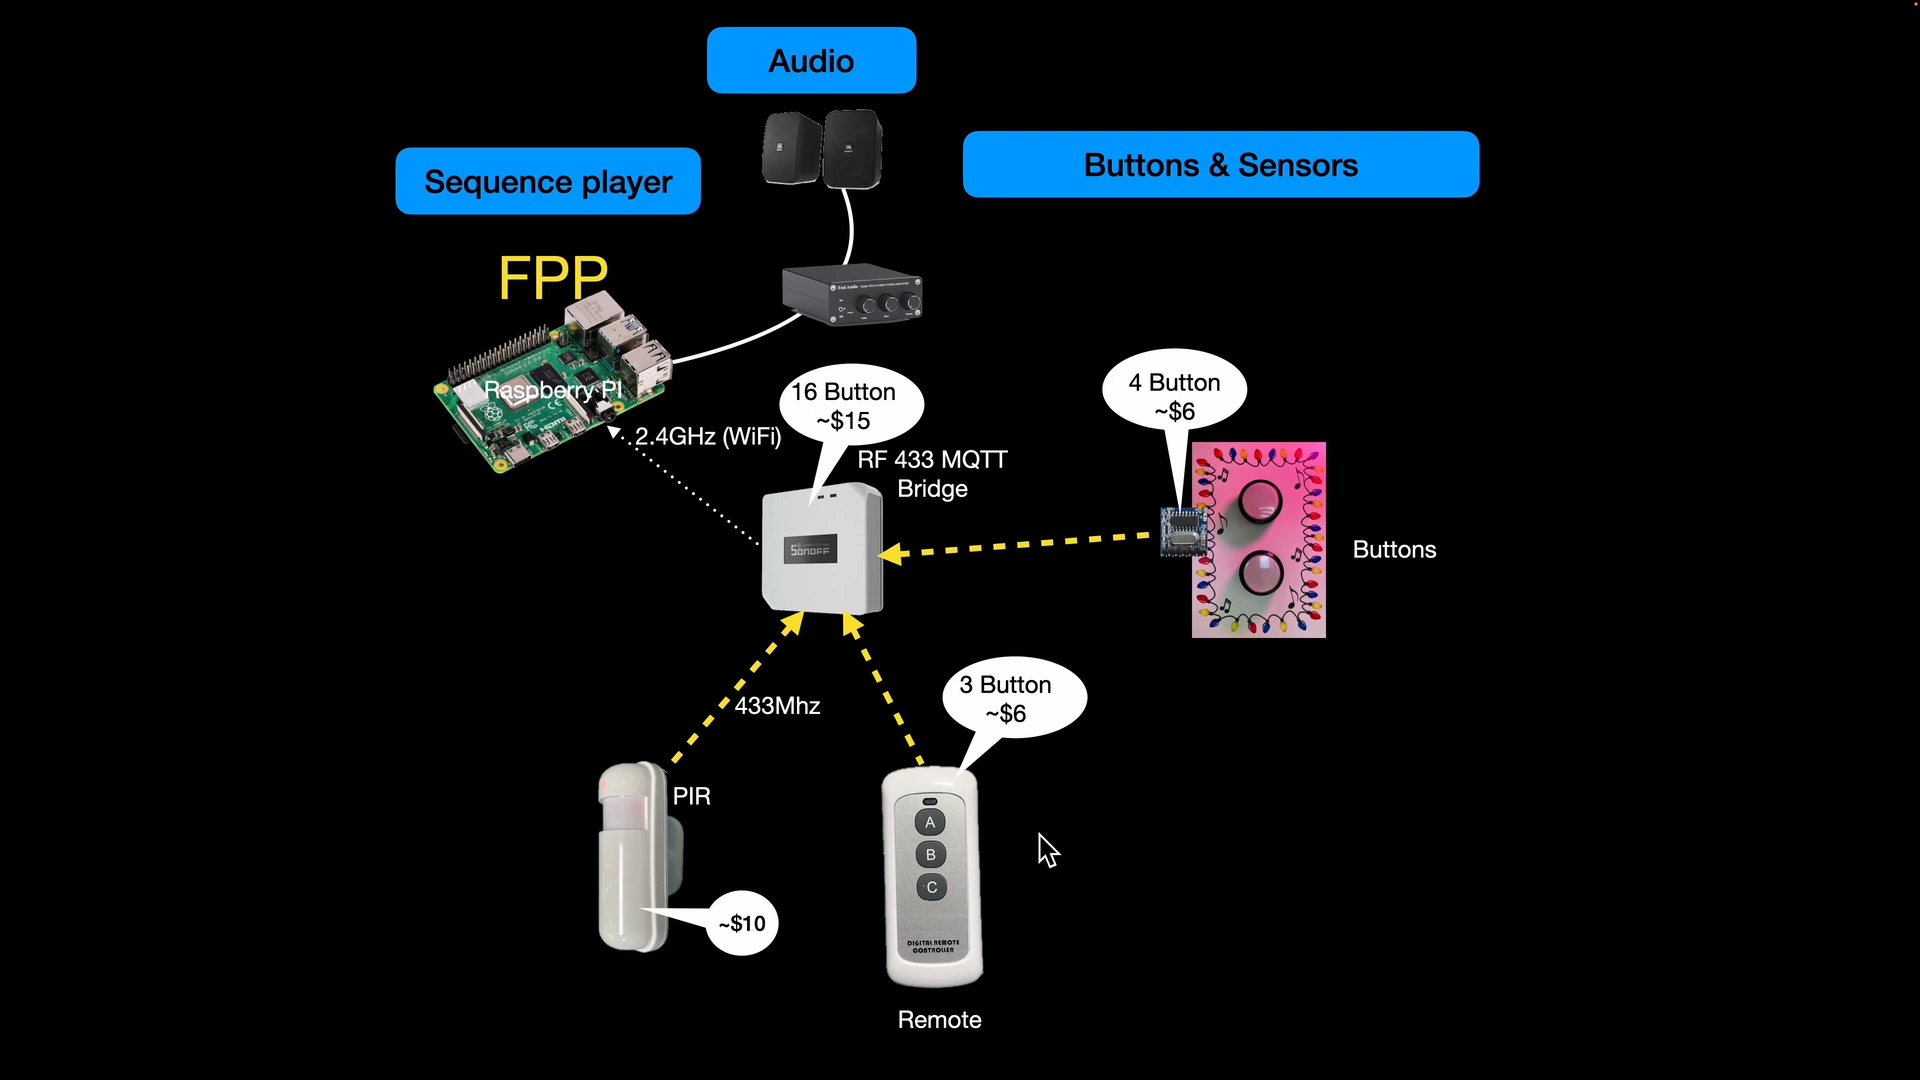 Audio
Sequence player
Buttons & Sensors
FPP
Raspberry PI
HDMI
2.4GHz (WiFi)
16 Button
~$15
RF 433 MQTT
Bridge
SONOFF
4 Button
~$6
Buttons
433Mhz
3 Button
~$6
PIR
~$10
A
B
C
DIGITAL REMOTE
CONTROLLER
Remote